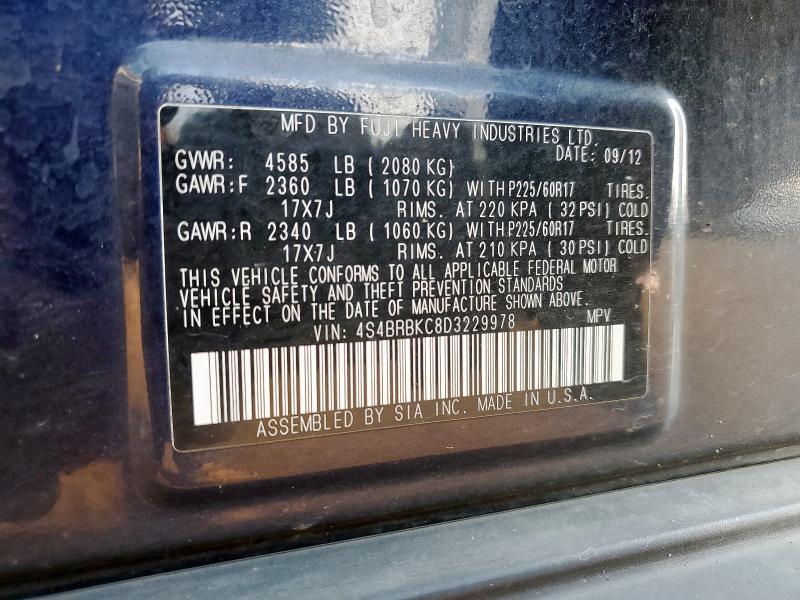 MFD BY FUJI HEAVY INDUSTRIES LTD.
DATE: 09/12
GVWR: 4585 LB ( 2080 KG)
GAWR:F 2360 LB ( 1070 KG) WITH P225/60R17 TIRES.
17X7J RIMS. AT 220 KPA ( 32 PSI) COLD
GAWR:R 2340 LB ( 1060 KG) WITH P225/60R17 TIRES.
17X7J RIMS. AT 210 KPA ( 30 PSI) COLD
THIS VEHICLE CONFORMS TO ALL APPLICABLE FEDERAL MOTOR
VEHICLE SAFETY AND THEFT PREVENTION STANDARDS
IN EFFECT ON THE DATE OF MANUFACTURE SHOWN ABOVE.
VIN: 4S4BRBKC8D3229978 MPV
ASSEMBLED BY SIA INC. MADE IN U.S.A.